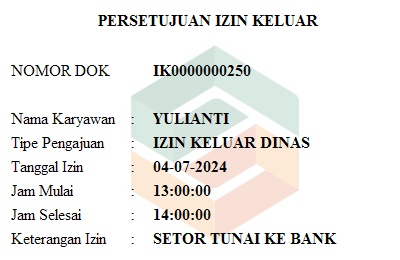 PERSETUJUAN IZIN KELUAR
NOMOR DOK IK0000000250
Nama Karyawan : YULIANTI
Tipe Pengajuan : IZIN KELUAR DINAS
Tanggal Izin : 04-07-2024
Jam Mulai : 13:00:00
Jam Selesai : 14:00:00
Keterangan Izin : SETOR TUNAI KE BANK